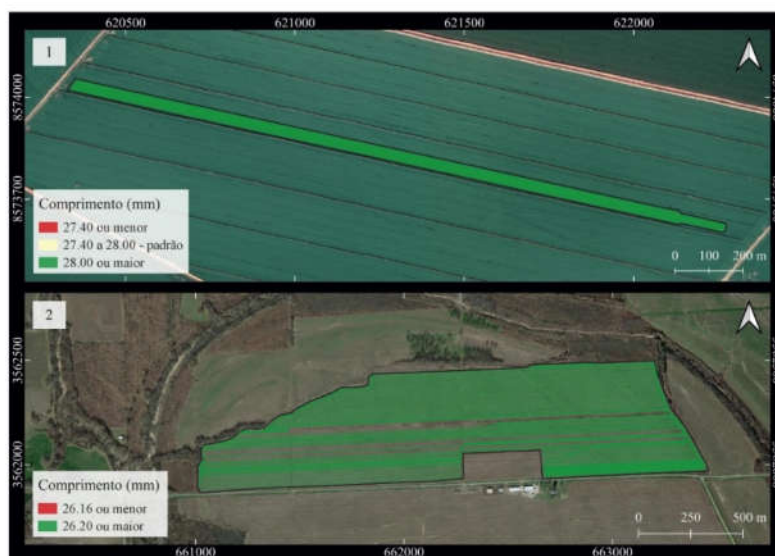 620500 621000 621500 622000
1
8574000
8573700
Comprimento (mm)
27.40 ou menor
27.40 a 28.00 - padrão
28.00 ou maior
0 100 200 m
2
3562500
3562000
Comprimento (mm)
26.16 ou menor
26.20 ou maior
0 250 500 m
661000 662000 663000